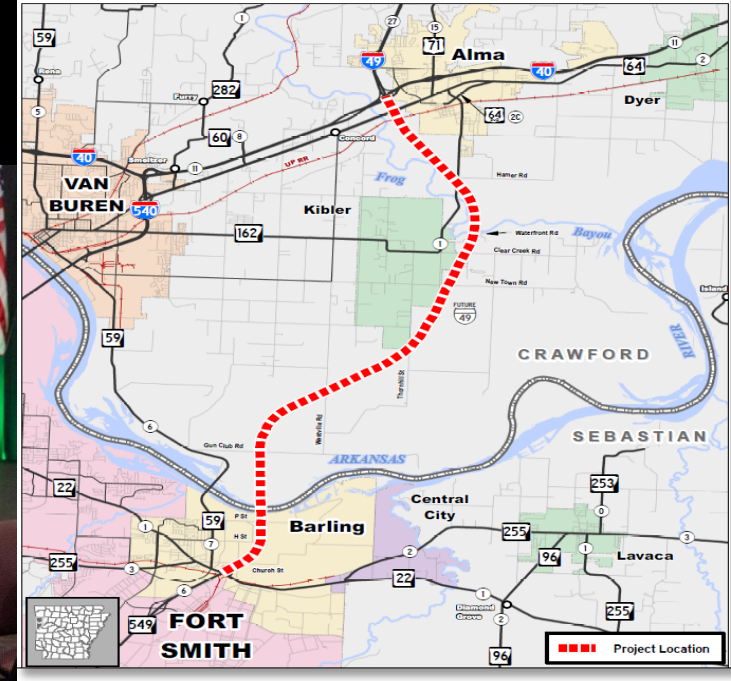 59
1
27
15
71
49
Alma
11
40
64
2
Rena
282
Furry
Dyer
64
2C
5
60
8
Concord
40
Smeltzer
11
UP RR
Frog
Hamer Rd
VAN
BUREN
540
Kibler
162
1
Waterfront Rd
Bayou
Clear Creek Rd
New Town Rd
Island
FUTURE
49
59
RIVER
CRAWFORD
Thornhill St
6
Westville Rd
Gun Club Rd
SEBASTIAN
ARKANSAS
22
253
Central
City
P St
59
Barling
0
1
H St
255
3
7
96
1
Lavaca
255
3
Church St
2
22
6
1
Diamond
Grove
255
549
FORT
SMITH
2
96
Project Location